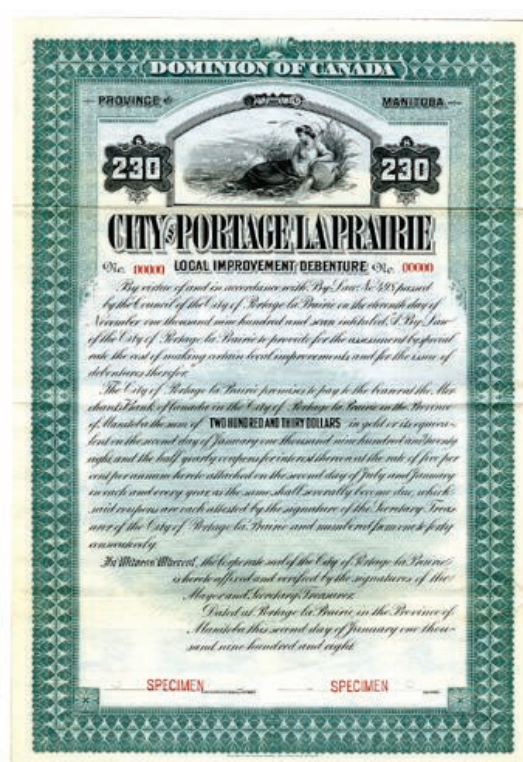 DOMINION OF CANADA
PROVINCE OF MANITOBA
230 230
CITY OF PORTAGE LA PRAIRIE
No. 00000 LOCAL IMPROVEMENT DEBENTURE No. 00000
By virtue of and in accordance with By-Law No 498 passed
by the Council of the City of Portage la Prairie on the eleventh day of
November one thousand nine hundred and seven intituled, A By-Law
of the City of Portage la Prairie to provide for the assessment by special
rate the cost of making certain local improvements and for the issue of
debentures therefor.
The City of Portage la Prairie promises to pay to the bearer at the Mer-
chants Bank of Canada in the City of Portage la Prairie in the Province
of Manitoba the sum of TWO HUNDRED AND THIRY DOLLARS in gold or its equiva-
lent on the second day of January one thousand nine hundred and twenty
eight, and the half yearly coupons for interest thereon at the rate of five per
cent per annum hereto attached on the second day of July and January
in each and every year, as the same shall severally become due, which
said coupons are each attested by the signature of the Secretary Treas-
urer of the City of Portage la Prairie and numbered from one to forty
consecutively.
In Witness Whereof, the Corporate seal of the City of Portage la Prairie
is hereto affixed and verified by the signatures of the
Mayor and Secretary Treasurer.
Dated at Portage la Prairie, in the Province of
Manitoba this second day of January one thou-
sand nine hundred and eight.
SPECIMEN SPECIMEN